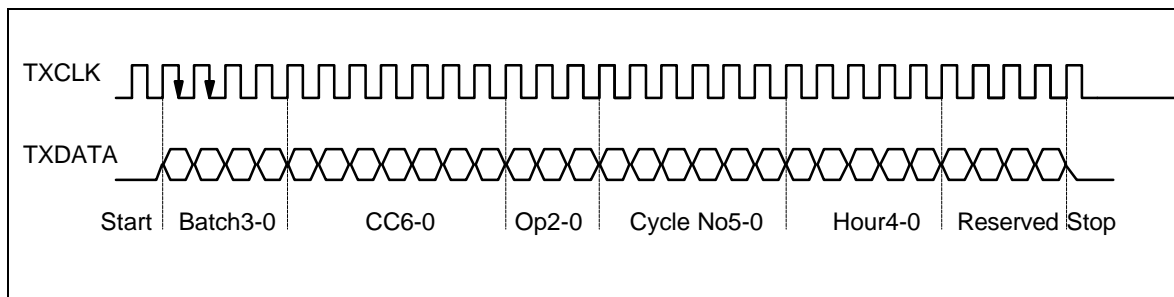 TXCLK
TXDATA
Start Batch3-0 CC6-0 Op2-0 Cycle No5-0 Hour4-0 Reserved Stop